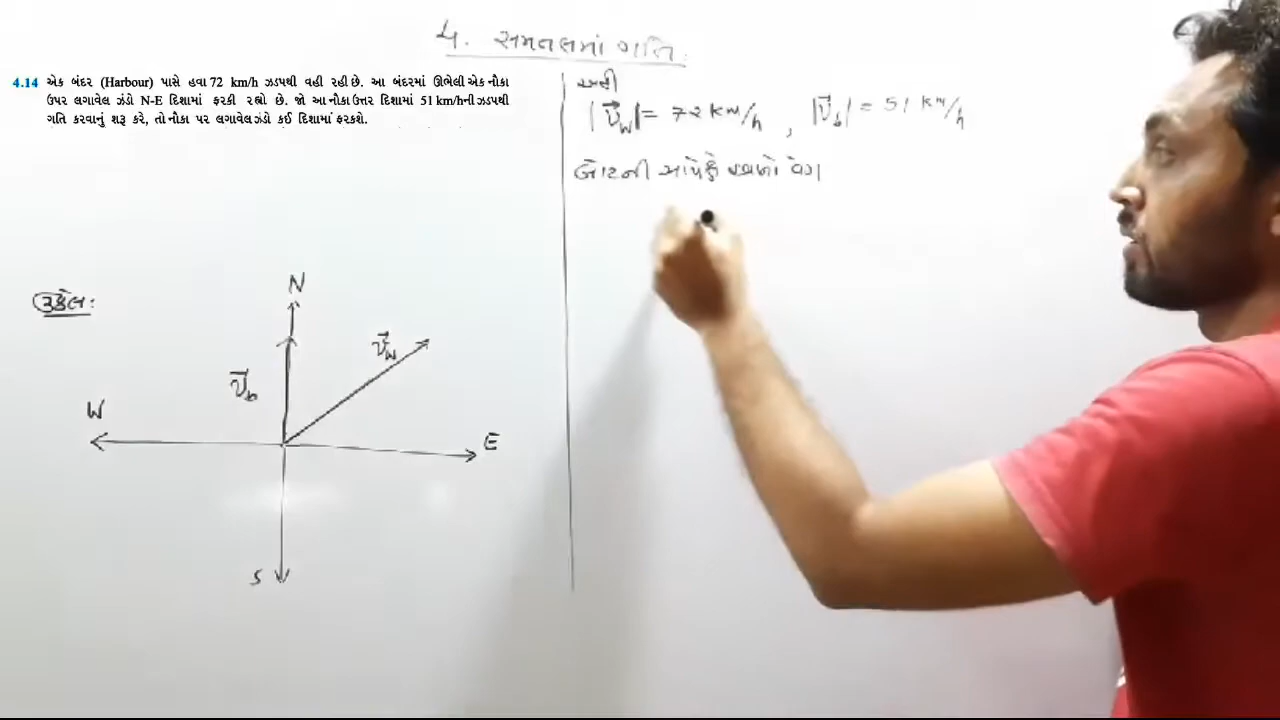 4. સમતલમાં ગતિ.
4.14 એક બંદર (Harbour) પાસે હવા 72 km/h ઝડપથી વહી રહી છે. આ બંદરમાં ઊભેલી એક નૌકા
ઉપર લગાવેલ ઝંડો N-E દિશામાં ફરકી રહ્યો છે. જો આ નૌકા ઉત્તર દિશામાં 51 km/hની ઝડપથી
ગતિ કરવાનું શરૂ કરે, તો નૌકા પર લગાવેલ ઝંડો કઈ દિશામાં ફરકશે.
અહીં
|v⃗w| = 72 km/h , |v⃗b| = 51 km/h
બોટની સાપેક્ષે પવનનો વેગ
ઉકેલ:
N
v⃗w
v⃗b
W
E
S